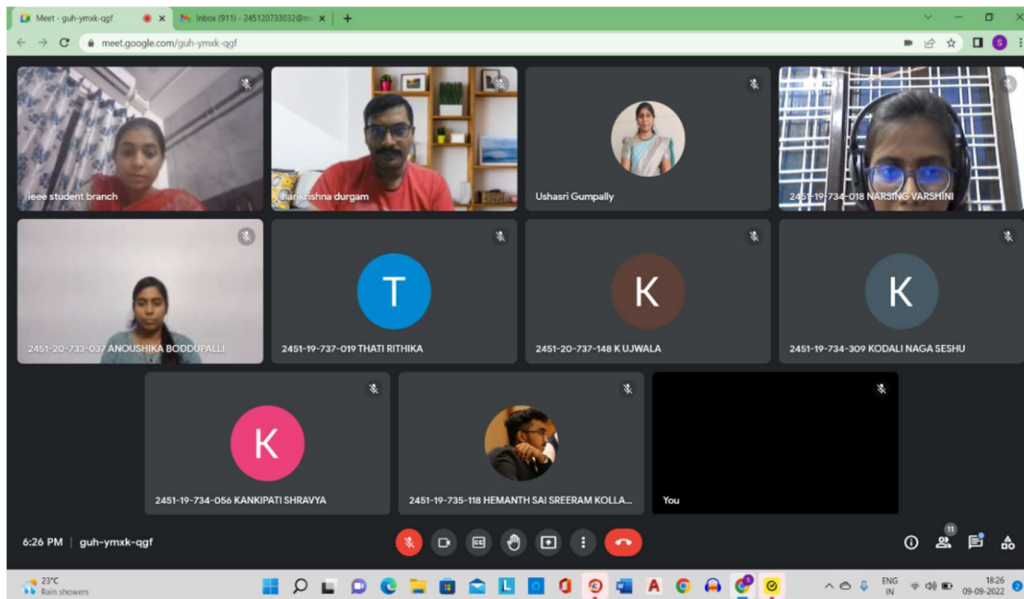 Meet - guh-ymxk-qgf
Inbox (911) - 245120733032@m
meet.google.com/guh-ymxk-qgf
S
ieee student branch
harikrishna durgam
Ushasri Gumpally
2451-19-734-018 NARSING VARSHINI
2451-20-733-037 ANOUSHIKA BODDUPALLI
T
2451-19-737-019 THATI RITHIKA
K
2451-20-737-148 K UJWALA
K
2451-19-734-309 KODALI NAGA SESHU
K
2451-19-734-056 KANKIPATI SHRAVYA
2451-19-735-118 HEMANTH SAI SREERAM KOLLA...
You
6:26 PM | guh-ymxk-qgf
CC
11
23°C
Rain showers
L
W
A
S
ENG
IN
18:26
09-09-2022
2